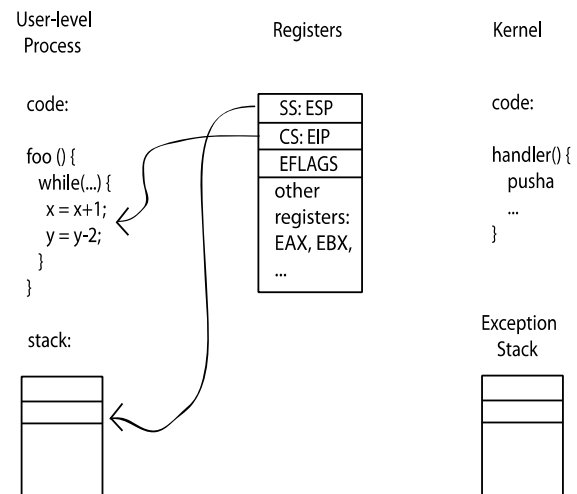 User-level
Process
code:
foo () {
while(...) {
x = x+1;
y = y-2;
}
}
stack:
Registers
SS: ESP
CS: EIP
EFLAGS
other
registers:
EAX, EBX,
...
Kernel
code:
handler() {
pusha
...
}
Exception
Stack